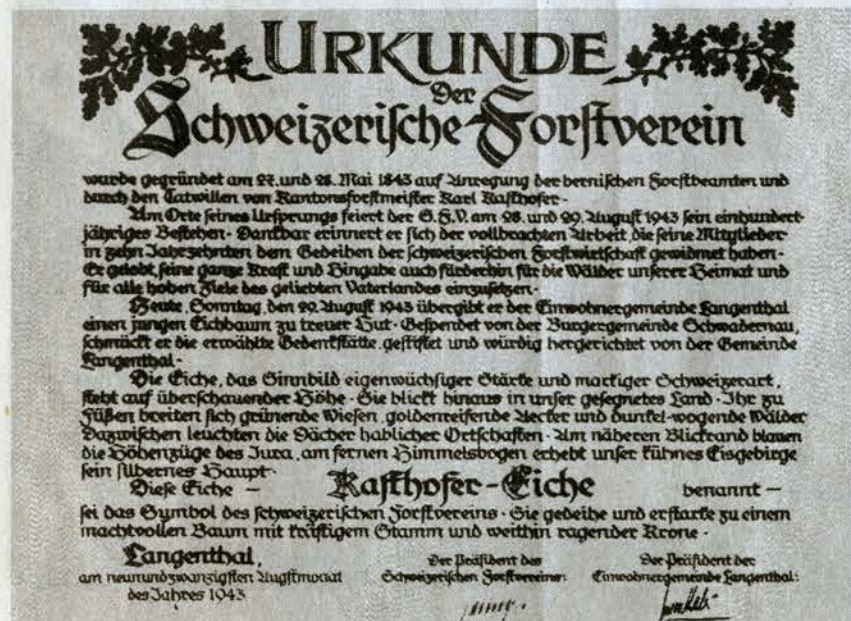 URKUNDE
Der
Schweizerische Forstverein
wurde gegründet am 27. und 28. Mai 1843 auf Anregung der bernischen Forstbeamten und
durch den Tatwillen von Kantonsforstmeister Karl Kasthofer.
Am Orte seines Ursprungs feiert der S.F.V. am 28. und 29. August 1943 sein einhundert-
jähriges Bestehen. Dankbar erinnert er sich der vollbrachten Arbeit, die seine Mitglieder
in zehn Jahrzehnten dem Gedeihen der schweizerischen Forstwirtschaft gewidmet haben.
Er gelobt, seine ganze Kraft und Hingabe auch fürderhin für die Wälder unserer Heimat und
für alle hohen Ziele des geliebten Vaterlandes einzusetzen.
Heute, Sonntag, den 29. August 1943 übergibt er der Einwohnergemeinde Langenthal
einen jungen Eichbaum zu treuer Hut. Gespendet von der Burgergemeinde Schwadernau,
schmückt er die erwählte Gedenkstätte, gestiftet und würdig hergerichtet von der Gemeinde
Langenthal.
Die Eiche, das Sinnbild eigenwüchsiger Stärke und markiger Schweizerart,
steht auf überschauender Höhe. Sie blickt hinaus in unser gesegnetes Land. Ihr zu
Füßen breiten sich grünende Wiesen, goldenreifende Aecker und dunkel-wogende Wälder
Dazwischen leuchten die Dächer hablicher Ortschaften. Am näheren Blickrand blauen
die Höhenzüge des Jura, am fernen Himmelsbogen erhebt unser kühnes Eisgebirge
sein silbernes Haupt.
Diese Eiche – Kasthofer-Eiche benannt –
sei das Symbol des schweizerischen Forstvereins. Sie gedeihe und erstarke zu einem
machtvollen Baum mit kräftigem Stamm und weithin ragender Krone.
Langenthal,
am neunundzwanzigsten Augstmonat
des Jahres 1943.
Der Präsident des
Schweizerischen Forstvereins:
Der Präsident der
Einwohnergemeinde Langenthal: